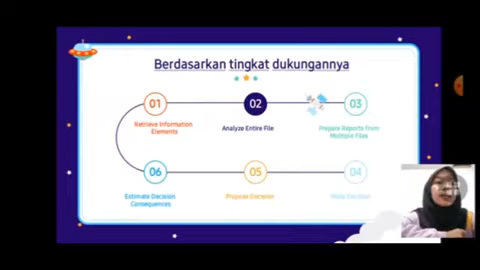 Berdasarkan tingkat dukungannya
01
02
03
Retrieve Information
Elements
Analyze Entire File
Prepare Reports from
Multiple Files
06
05
04
Estimate Decision
Consequences
Propose Decision
Make Decision